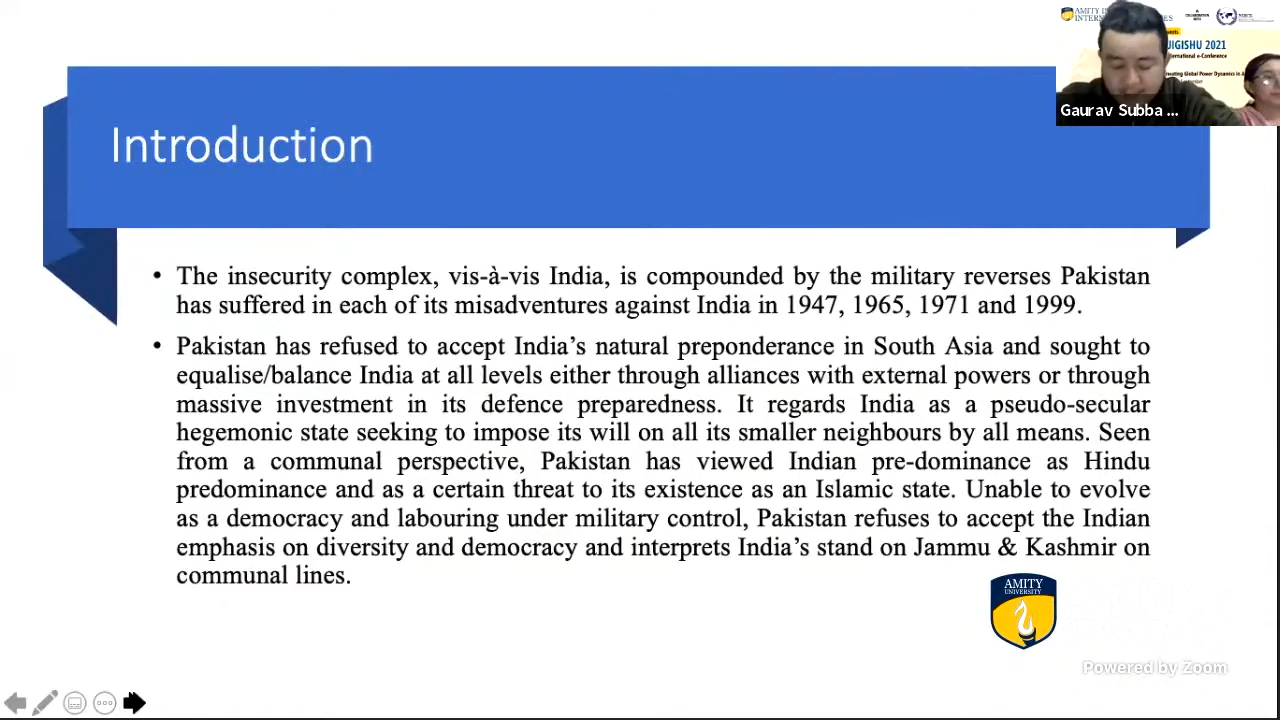 AMITY
IN COLLABORATION WITH
JIGISHU 2021
Gaurav Subba ...
Introduction
• The insecurity complex, vis-à-vis India, is compounded by the military reverses Pakistan
has suffered in each of its misadventures against India in 1947, 1965, 1971 and 1999.
• Pakistan has refused to accept India’s natural preponderance in South Asia and sought to
equalise/balance India at all levels either through alliances with external powers or through
massive investment in its defence preparedness. It regards India as a pseudo-secular
hegemonic state seeking to impose its will on all its smaller neighbours by all means. Seen
from a communal perspective, Pakistan has viewed Indian pre-dominance as Hindu
predominance and as a certain threat to its existence as an Islamic state. Unable to evolve
as a democracy and labouring under military control, Pakistan refuses to accept the Indian
emphasis on diversity and democracy and interprets India’s stand on Jammu & Kashmir on
communal lines.
AMITY
UNIVERSITY
Powered by Zoom